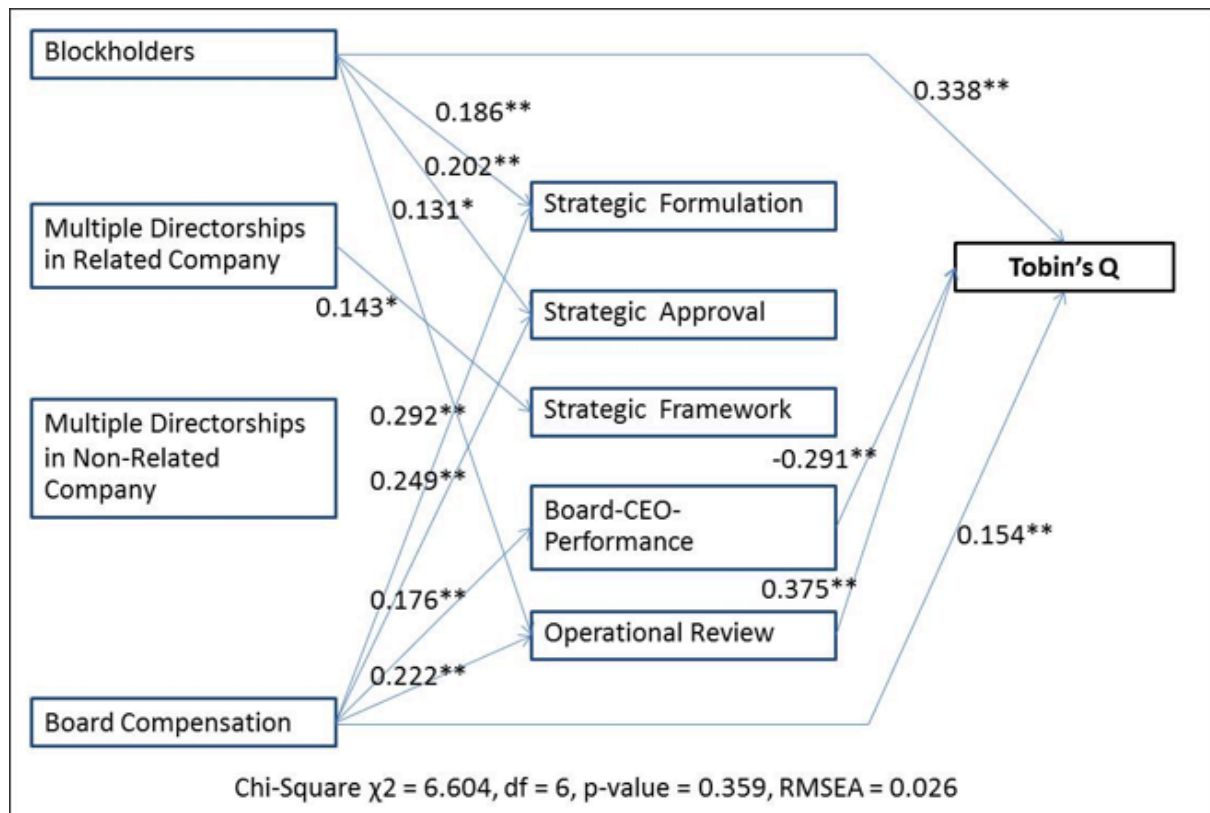 Blockholders
0.338**
0.186**
0.202**
0.131*
Strategic Formulation
Multiple Directorships
in Related Company
Tobin's Q
0.143*
Strategic Approval
Multiple Directorships
in Non-Related
Company
0.292**
Strategic Framework
-0.291**
0.249**
Board-CEO-
Performance
0.154**
0.176**
0.375**
Operational Review
0.222**
Board Compensation
Chi-Square χ2 = 6.604, df = 6, p-value = 0.359, RMSEA = 0.026